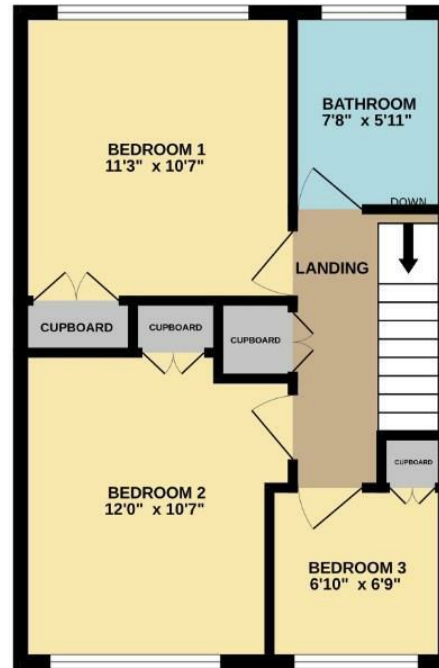 BEDROOM 1
11'3" x 10'7"
BATHROOM
7'8" x 5'11"
DOWN
LANDING
CUPBOARD
CUPBOARD
CUPBOARD
CUPBOARD
BEDROOM 2
12'0" x 10'7"
BEDROOM 3
6'10" x 6'9"